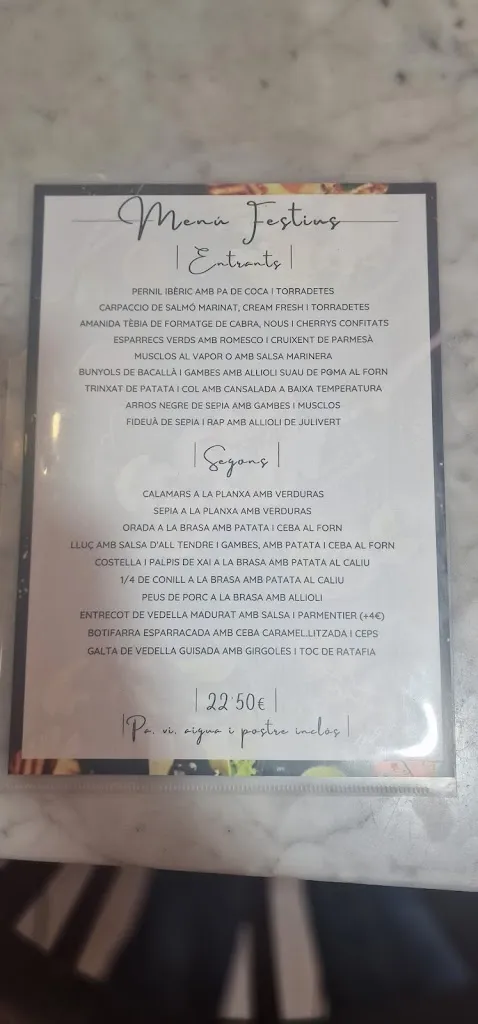 Menú Festius
Entrants
PERNIL IBÈRIC AMB PA DE COCA I TORRADETES
CARPACCIO DE SALMÓ MARINAT, CREAM FRESH I TORRADETES
AMANIDA TÈBIA DE FORMATGE DE CABRA, NOUS I CHERRYS CONFITATS
ESPARRECS VERDS AMB ROMESCO I CRUIXENT DE PARMESÀ
MUSCLOS AL VAPOR O AMB SALSA MARINERA
BUNYOLS DE BACALLÀ I GAMBES AMB ALLIOLI SUAU DE POMA AL FORN
TRINXAT DE PATATA I COL AMB CANSALADA A BAIXA TEMPERATURA
ARROS NEGRE DE SEPIA AMB GAMBES I MUSCLOS
FIDEUÀ DE SEPIA I RAP AMB ALLIOLI DE JULIVERT
Segons
CALAMARS A LA PLANXA AMB VERDURAS
SEPIA A LA PLANXA AMB VERDURAS
ORADA A LA BRASA AMB PATATA I CEBA AL FORN
LLUÇ AMB SALSA D'ALL TENDRE I GAMBES, AMB PATATA I CEBA AL FORN
COSTELLA I PALPIS DE XAI A LA BRASA AMB PATATA AL CALIU
1/4 DE CONILL A LA BRASA AMB PATATA AL CALIU
PEUS DE PORC A LA BRASA AMB ALLIOLI
ENTRECOT DE VEDELLA MADURAT AMB SALSA I PARMENTIER (+4€)
BOTIFARRA ESPARRACADA AMB CEBA CARAMEL.LITZADA I CEPS
GALTA DE VEDELLA GUISADA AMB GIRGOLES I TOC DE RATAFIA
22'50€
Pa, vi, aigua i postre inclos